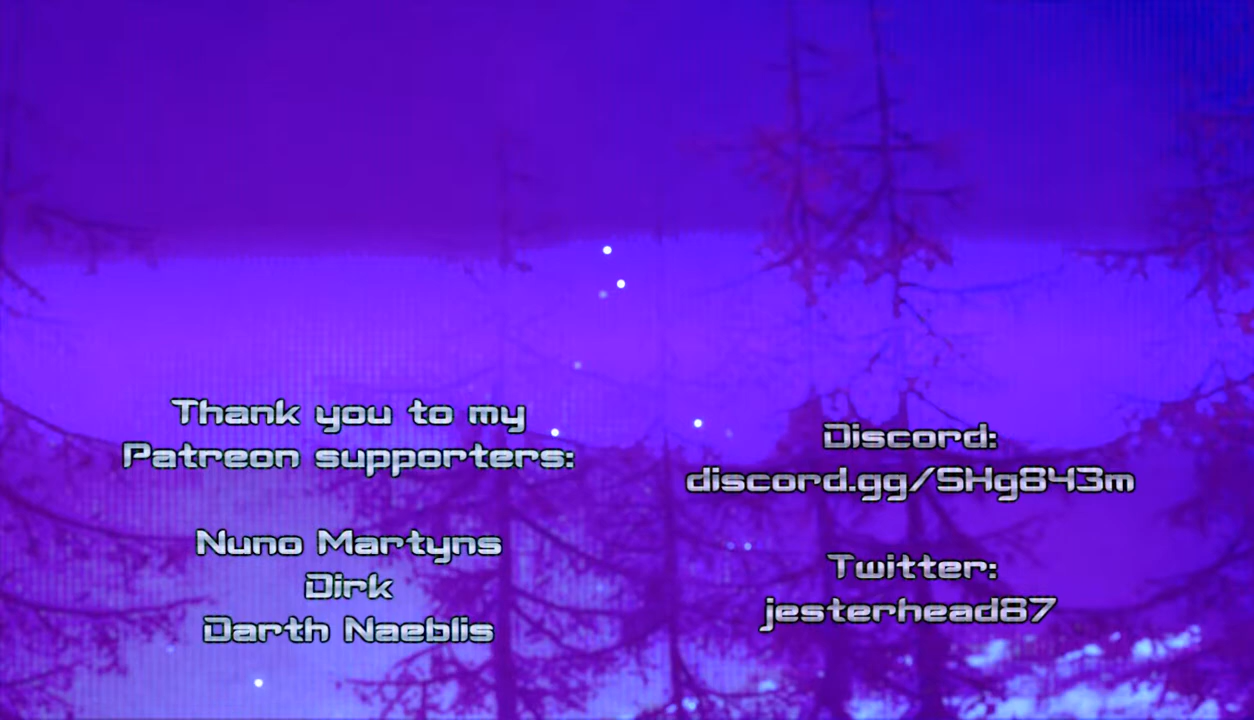 Thank you to my
Patreon supporters:
Nuno Martyns
Dirk
Darth Naeblis
Discord:
discord.gg/SHg843m
Twitter:
jesterhead87